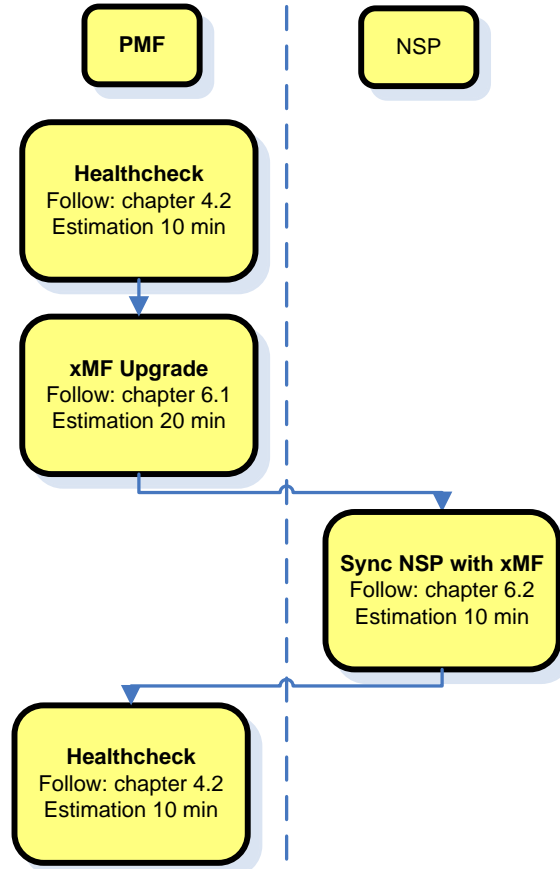 PMF
NSP
Healthcheck
Follow: chapter 4.2
Estimation 10 min
xMF Upgrade
Follow: chapter 6.1
Estimation 20 min
Sync NSP with xMF
Follow: chapter 6.2
Estimation 10 min
Healthcheck
Follow: chapter 4.2
Estimation 10 min